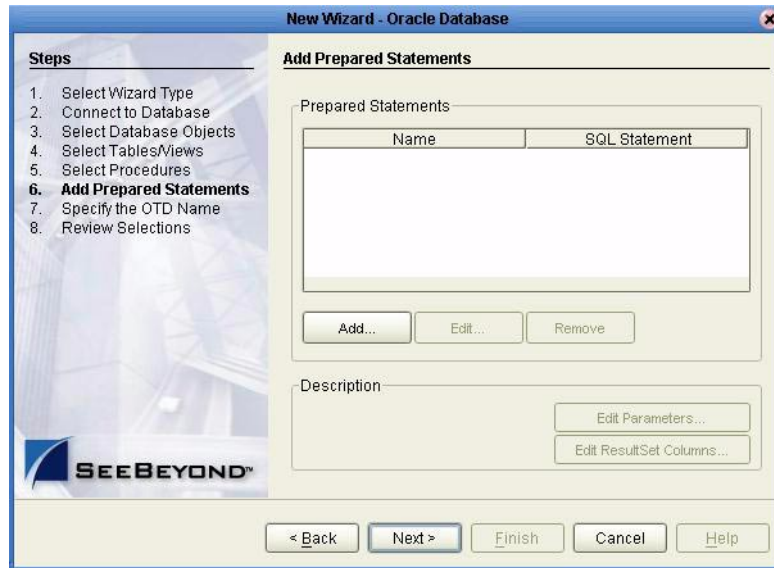 New Wizard - Oracle Database
Steps
1. Select Wizard Type
2. Connect to Database
3. Select Database Objects
4. Select Tables/Views
5. Select Procedures
6. Add Prepared Statements
7. Specify the OTD Name
8. Review Selections
SEEBEYOND™
Add Prepared Statements
Prepared Statements
Name SQL Statement
Add... Edit... Remove
Description
Edit Parameters...
Edit ResultSet Columns...
< Back Next > Finish Cancel Help